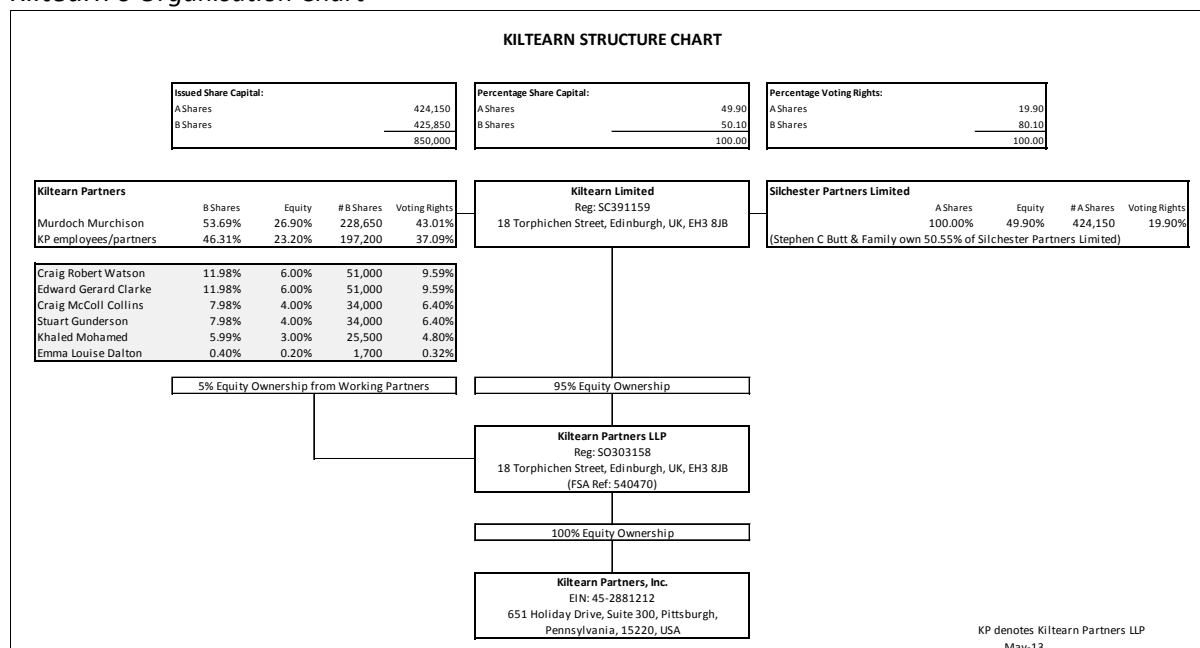 KILTEARN STRUCTURE CHART
Issued Share Capital:
A Shares 424,150
B Shares 425,850
850,000
Percentage Share Capital:
A Shares 49.90
B Shares 50.10
100.00
Percentage Voting Rights:
A Shares 19.90
B Shares 80.10
100.00
Kiltearn Partners
B Shares Equity # B Shares Voting Rights
Murdoch Murchison 53.69% 26.90% 228,650 43.01%
KP employees/partners 46.31% 23.20% 197,200 37.09%
Kiltearn Limited
Reg: SC391159
18 Torphichen Street, Edinburgh, UK, EH3 8JB
Silchester Partners Limited
A Shares Equity # A Shares Voting Rights
100.00% 49.90% 424,150 19.90%
(Stephen C Butt & Family own 50.55% of Silchester Partners Limited)
Craig Robert Watson 11.98% 6.00% 51,000 9.59%
Edward Gerard Clarke 11.98% 6.00% 51,000 9.59%
Craig McColl Collins 7.98% 4.00% 34,000 6.40%
Stuart Gunderson 7.98% 4.00% 34,000 6.40%
Khaled Mohamed 5.99% 3.00% 25,500 4.80%
Emma Louise Dalton 0.40% 0.20% 1,700 0.32%
5% Equity Ownership from Working Partners
95% Equity Ownership
Kiltearn Partners LLP
Reg: SO303158
18 Torphichen Street, Edinburgh, UK, EH3 8JB
(FSA Ref: 540470)
100% Equity Ownership
Kiltearn Partners, Inc.
EIN: 45-2881212
651 Holiday Drive, Suite 300, Pittsburgh,
Pennsylvania, 15220, USA
KP denotes Kiltearn Partners LLP
May-13